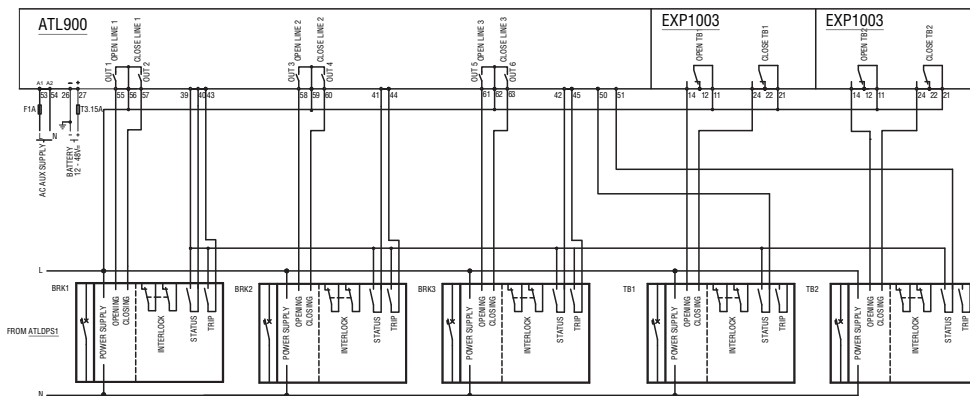 ATL900
EXP1003
EXP1003
OUT 1
OPEN LINE 1
CLOSE LINE 1
OUT 2
OUT 3
OPEN LINE 2
CLOSE LINE 2
OUT 4
OUT 5
OPEN LINE 3
CLOSE LINE 3
OUT 6
OPEN TB1
CLOSE TB1
OPEN TB2
CLOSE TB2
A1 A2 - +
53 54 26 27 55 56 57 39 40 43 58 59 60 41 44 61 62 63 42 45 50 51 14 12 11 24 22 21 14 12 11 24 22 21
F1A
T3.15A
L N
- +
AC AUX SUPPLY
BATTERY
12 - 48V=
L
BRK1
BRK2
BRK3
TB1
TB2
POWER SUPPLY
OPENING
CLOSING
INTERLOCK
STATUS
TRIP
POWER SUPPLY
OPENING
CLOSING
INTERLOCK
STATUS
TRIP
POWER SUPPLY
OPENING
CLOSING
INTERLOCK
STATUS
TRIP
POWER SUPPLY
OPENING
CLOSING
INTERLOCK
STATUS
TRIP
POWER SUPPLY
OPENING
CLOSING
INTERLOCK
STATUS
TRIP
FROM ATLDPS1
N